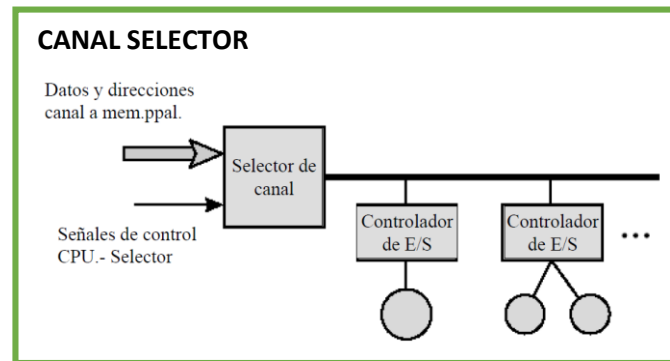 CANAL SELECTOR
Datos y direcciones
canal a mem.ppal.
Selector de
canal
Señales de control
CPU.- Selector
Controlador
de E/S
Controlador
de E/S
...